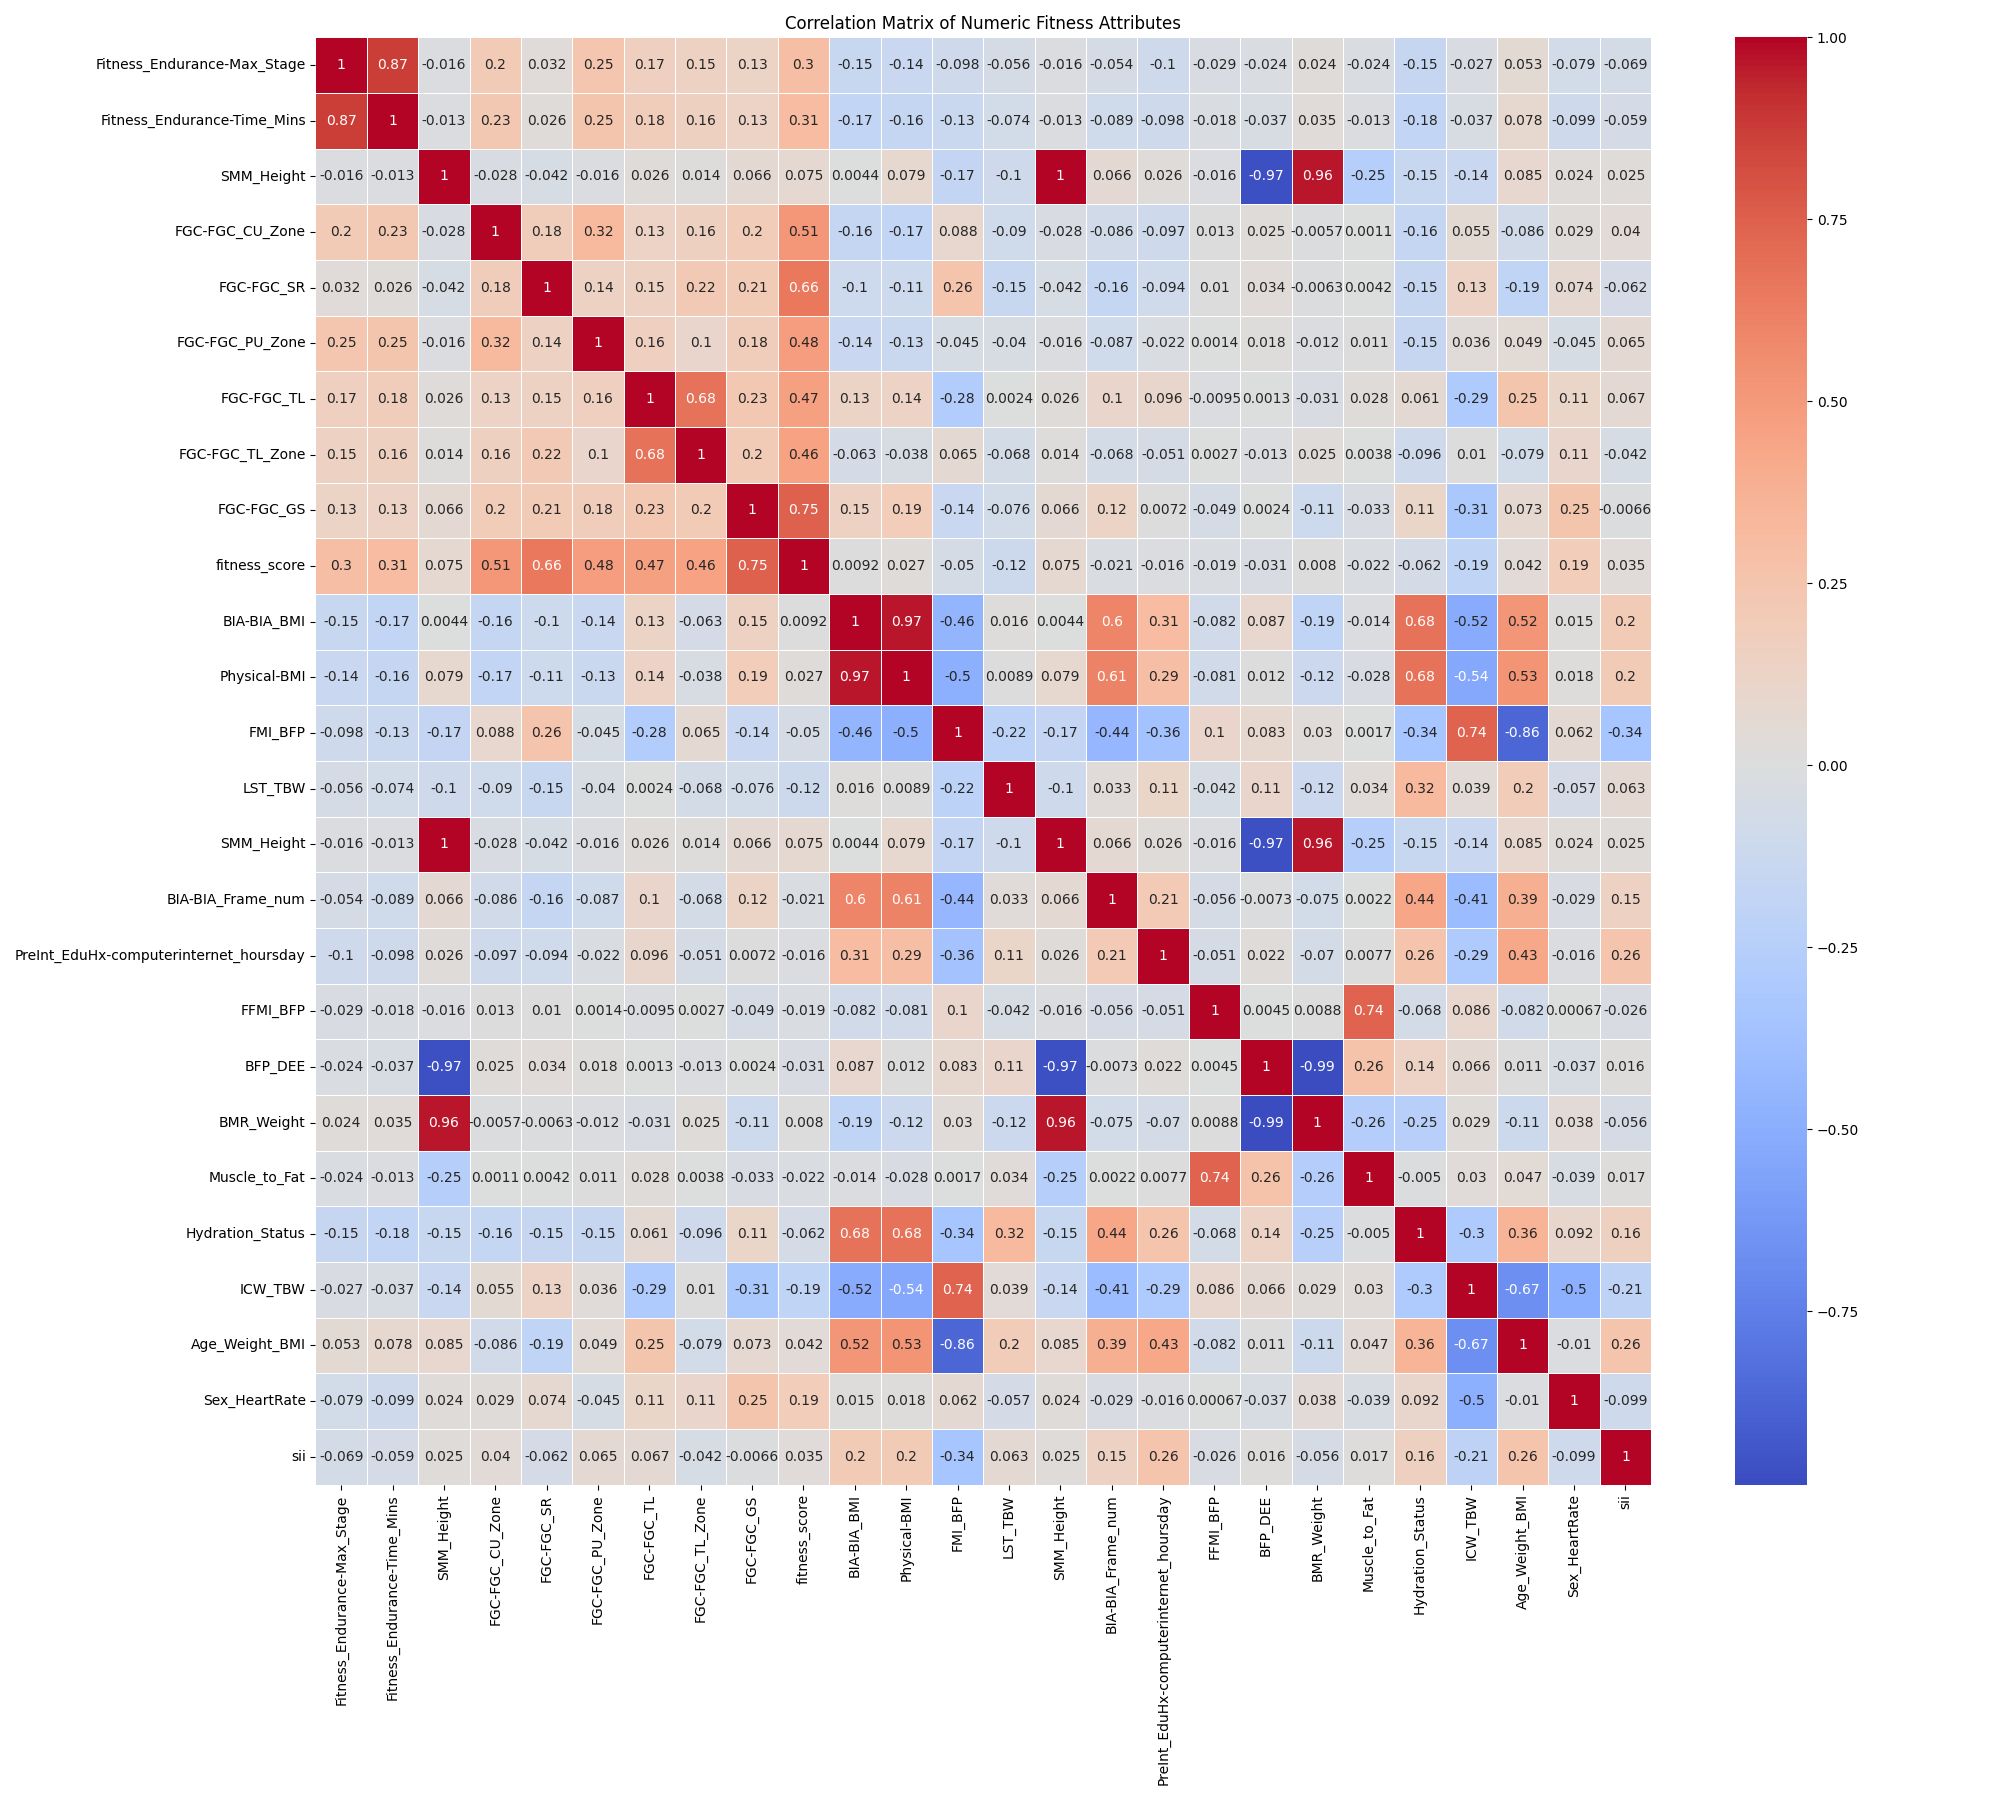 Correlation Matrix of Numeric Fitness Attributes
Fitness_Endurance-Max_Stage 1 0.87 -0.016 0.2 0.032 0.25 0.17 0.15 0.13 0.3 -0.15 -0.14 -0.098 -0.056 -0.016 -0.054 -0.1 -0.029 -0.024 0.024 -0.024 -0.15 -0.027 0.053 -0.079 -0.069
Fitness_Endurance-Time_Mins 0.87 1 -0.013 0.23 0.026 0.25 0.18 0.16 0.13 0.31 -0.17 -0.16 -0.13 -0.074 -0.013 -0.089 -0.098 -0.018 -0.037 0.035 -0.013 -0.18 -0.037 0.078 -0.099 -0.059
SMM_Height -0.016 -0.013 1 -0.028 -0.042 -0.016 0.026 0.014 0.066 0.075 0.0044 0.079 -0.17 -0.1 1 0.066 0.026 -0.016 -0.97 0.96 -0.25 -0.15 -0.14 0.085 0.024 0.025
FGC-FGC_CU_Zone 0.2 0.23 -0.028 1 0.18 0.32 0.13 0.16 0.2 0.51 -0.16 -0.17 0.088 -0.09 -0.028 -0.086 -0.097 0.013 0.025 -0.0057 0.0011 -0.16 0.055 -0.086 0.029 0.04
FGC-FGC_SR 0.032 0.026 -0.042 0.18 1 0.14 0.15 0.22 0.21 0.66 -0.1 -0.11 0.26 -0.15 -0.042 -0.16 -0.094 0.01 0.034 -0.0063 0.0042 -0.15 0.13 -0.19 0.074 -0.062
FGC-FGC_PU_Zone 0.25 0.25 -0.016 0.32 0.14 1 0.16 0.1 0.18 0.48 -0.14 -0.13 -0.045 -0.04 -0.016 -0.087 -0.022 0.0014 0.018 -0.012 0.011 -0.15 0.036 0.049 -0.045 0.065
FGC-FGC_TL 0.17 0.18 0.026 0.13 0.15 0.16 1 0.68 0.23 0.47 0.13 0.14 -0.28 0.0024 0.026 0.1 0.096 -0.0095 0.0013 -0.031 0.028 0.061 -0.29 0.25 0.11 0.067
FGC-FGC_TL_Zone 0.15 0.16 0.014 0.16 0.22 0.1 0.68 1 0.2 0.46 -0.063 -0.038 0.065 -0.068 0.014 -0.068 -0.051 0.0027 -0.013 0.025 0.0038 -0.096 0.01 -0.079 0.11 -0.042
FGC-FGC_GS 0.13 0.13 0.066 0.2 0.21 0.18 0.23 0.2 1 0.75 0.15 0.19 -0.14 -0.076 0.066 0.12 0.0072 -0.049 0.0024 -0.11 -0.033 0.11 -0.31 0.073 0.25 -0.0066
fitness_score 0.3 0.31 0.075 0.51 0.66 0.48 0.47 0.46 0.75 1 0.0092 0.027 -0.05 -0.12 0.075 -0.021 -0.016 -0.019 -0.031 0.008 -0.022 -0.062 -0.19 0.042 0.19 0.035
BIA-BIA_BMI -0.15 -0.17 0.0044 -0.16 -0.1 -0.14 0.13 -0.063 0.15 0.0092 1 0.97 -0.46 0.016 0.0044 0.6 0.31 -0.082 0.087 -0.19 -0.014 0.68 -0.52 0.52 0.015 0.2
Physical-BMI -0.14 -0.16 0.079 -0.17 -0.11 -0.13 0.14 -0.038 0.19 0.027 0.97 1 -0.5 0.0089 0.079 0.61 0.29 -0.081 0.012 -0.12 -0.028 0.68 -0.54 0.53 0.018 0.2
FMI_BFP -0.098 -0.13 -0.17 0.088 0.26 -0.045 -0.28 0.065 -0.14 -0.05 -0.46 -0.5 1 -0.22 -0.17 -0.44 -0.36 0.1 0.083 0.03 0.0017 -0.34 0.74 -0.86 0.062 -0.34
LST_TBW -0.056 -0.074 -0.1 -0.09 -0.15 -0.04 0.0024 -0.068 -0.076 -0.12 0.016 0.0089 -0.22 1 -0.1 0.033 0.11 -0.042 0.11 -0.12 0.034 0.32 0.039 0.2 -0.057 0.063
SMM_Height -0.016 -0.013 1 -0.028 -0.042 -0.016 0.026 0.014 0.066 0.075 0.0044 0.079 -0.17 -0.1 1 0.066 0.026 -0.016 -0.97 0.96 -0.25 -0.15 -0.14 0.085 0.024 0.025
BIA-BIA_Frame_num -0.054 -0.089 0.066 -0.086 -0.16 -0.087 0.1 -0.068 0.12 -0.021 0.6 0.61 -0.44 0.033 0.066 1 0.21 -0.056 -0.0073 -0.075 0.0022 0.44 -0.41 0.39 -0.029 0.15
PreInt_EduHx-computerinternet_hoursday -0.1 -0.098 0.026 -0.097 -0.094 -0.022 0.096 -0.051 0.0072 -0.016 0.31 0.29 -0.36 0.11 0.026 0.21 1 -0.051 0.022 -0.07 0.0077 0.26 -0.29 0.43 -0.016 0.26
FFMI_BFP -0.029 -0.018 -0.016 0.013 0.01 0.0014 -0.0095 0.0027 -0.049 -0.019 -0.082 -0.081 0.1 -0.042 -0.016 -0.056 -0.051 1 0.0045 0.0088 0.74 -0.068 0.086 -0.082 0.00067 -0.026
BFP_DEE -0.024 -0.037 -0.97 0.025 0.034 0.018 0.0013 -0.013 0.0024 -0.031 0.087 0.012 0.083 0.11 -0.97 -0.0073 0.022 0.0045 1 -0.99 0.26 0.14 0.066 0.011 -0.037 0.016
BMR_Weight 0.024 0.035 0.96 -0.0057 -0.0063 -0.012 -0.031 0.025 -0.11 0.008 -0.19 -0.12 0.03 -0.12 0.96 -0.075 -0.07 0.0088 -0.99 1 -0.26 -0.25 0.029 -0.11 0.038 -0.056
Muscle_to_Fat -0.024 -0.013 -0.25 0.0011 0.0042 0.011 0.028 0.0038 -0.033 -0.022 -0.014 -0.028 0.0017 0.034 -0.25 0.0022 0.0077 0.74 0.26 -0.26 1 -0.005 0.03 0.047 -0.039 0.017
Hydration_Status -0.15 -0.18 -0.15 -0.16 -0.15 -0.15 0.061 -0.096 0.11 -0.062 0.68 0.68 -0.34 0.32 -0.15 0.44 0.26 -0.068 0.14 -0.25 -0.005 1 -0.3 0.36 0.092 0.16
ICW_TBW -0.027 -0.037 -0.14 0.055 0.13 0.036 -0.29 0.01 -0.31 -0.19 -0.52 -0.54 0.74 0.039 -0.14 -0.41 -0.29 0.086 0.066 0.029 0.03 -0.3 1 -0.67 -0.5 -0.21
Age_Weight_BMI 0.053 0.078 0.085 -0.086 -0.19 0.049 0.25 -0.079 0.073 0.042 0.52 0.53 -0.86 0.2 0.085 0.39 0.43 -0.082 0.011 -0.11 0.047 0.36 -0.67 1 -0.01 0.26
Sex_HeartRate -0.079 -0.099 0.024 0.029 0.074 -0.045 0.11 0.11 0.25 0.19 0.015 0.018 0.062 -0.057 0.024 -0.029 -0.016 0.00067 -0.037 0.038 -0.039 0.092 -0.5 -0.01 1 -0.099
sii -0.069 -0.059 0.025 0.04 -0.062 0.065 0.067 -0.042 -0.0066 0.035 0.2 0.2 -0.34 0.063 0.025 0.15 0.26 -0.026 0.016 -0.056 0.017 0.16 -0.21 0.26 -0.099 1
Fitness_Endurance-Max_Stage
Fitness_Endurance-Time_Mins
SMM_Height
FGC-FGC_CU_Zone
FGC-FGC_SR
FGC-FGC_PU_Zone
FGC-FGC_TL
FGC-FGC_TL_Zone
FGC-FGC_GS
fitness_score
BIA-BIA_BMI
Physical-BMI
FMI_BFP
LST_TBW
SMM_Height
BIA-BIA_Frame_num
PreInt_EduHx-computerinternet_hoursday
FFMI_BFP
BFP_DEE
BMR_Weight
Muscle_to_Fat
Hydration_Status
ICW_TBW
Age_Weight_BMI
Sex_HeartRate
sii
1.00
0.75
0.50
0.25
0.00
−0.25
−0.50
−0.75